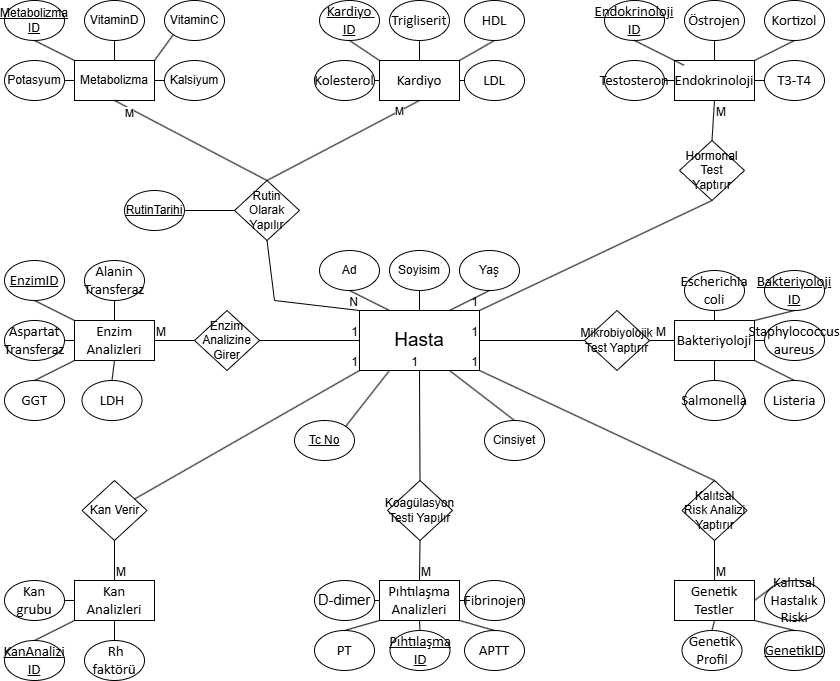 Metabolizma
ID
VitaminD
VitaminC
Kardiyo
ID
Trigliserit
HDL
Endokrinoloji
ID
Östrojen
Kortizol
Potasyum
Metabolizma
Kalsiyum
Kolesterol
Kardiyo
LDL
Testosteron
Endokrinoloji
T3-T4
M
M
M
Hormonal
Test
Yaptırır
RutinTarihi
Rutin
Olarak
Yapılır
EnzimID
Alanin
Transferaz
Ad
Soyisim
Yaş
Escherichia
coli
Bakteriyoloji
ID
N
1
Aspartat
Transferaz
Enzim
Analizleri
M
Enzim
Analizine
Girer
1
Hasta
1
Mikrobiyolojik
Test Yaptırır
M
Bakteriyoloji
Staphylococcus
aureus
1
1
1
GGT
LDH
Salmonella
Listeria
Tc No
Cinsiyet
Kan Verir
Koagülasyon
Testi Yapılır
Kalıtsal
Risk Analizi
Yaptırır
M
M
M
Kan
grubu
Kan
Analizleri
D-dimer
Pıhtılaşma
Analizleri
Fibrinojen
Genetik
Testler
Kalıtsal
Hastalık
Riski
KanAnalizi
ID
Rh
faktörü
PT
Pıhtılaşma
ID
APTT
Genetik
Profil
GenetikID